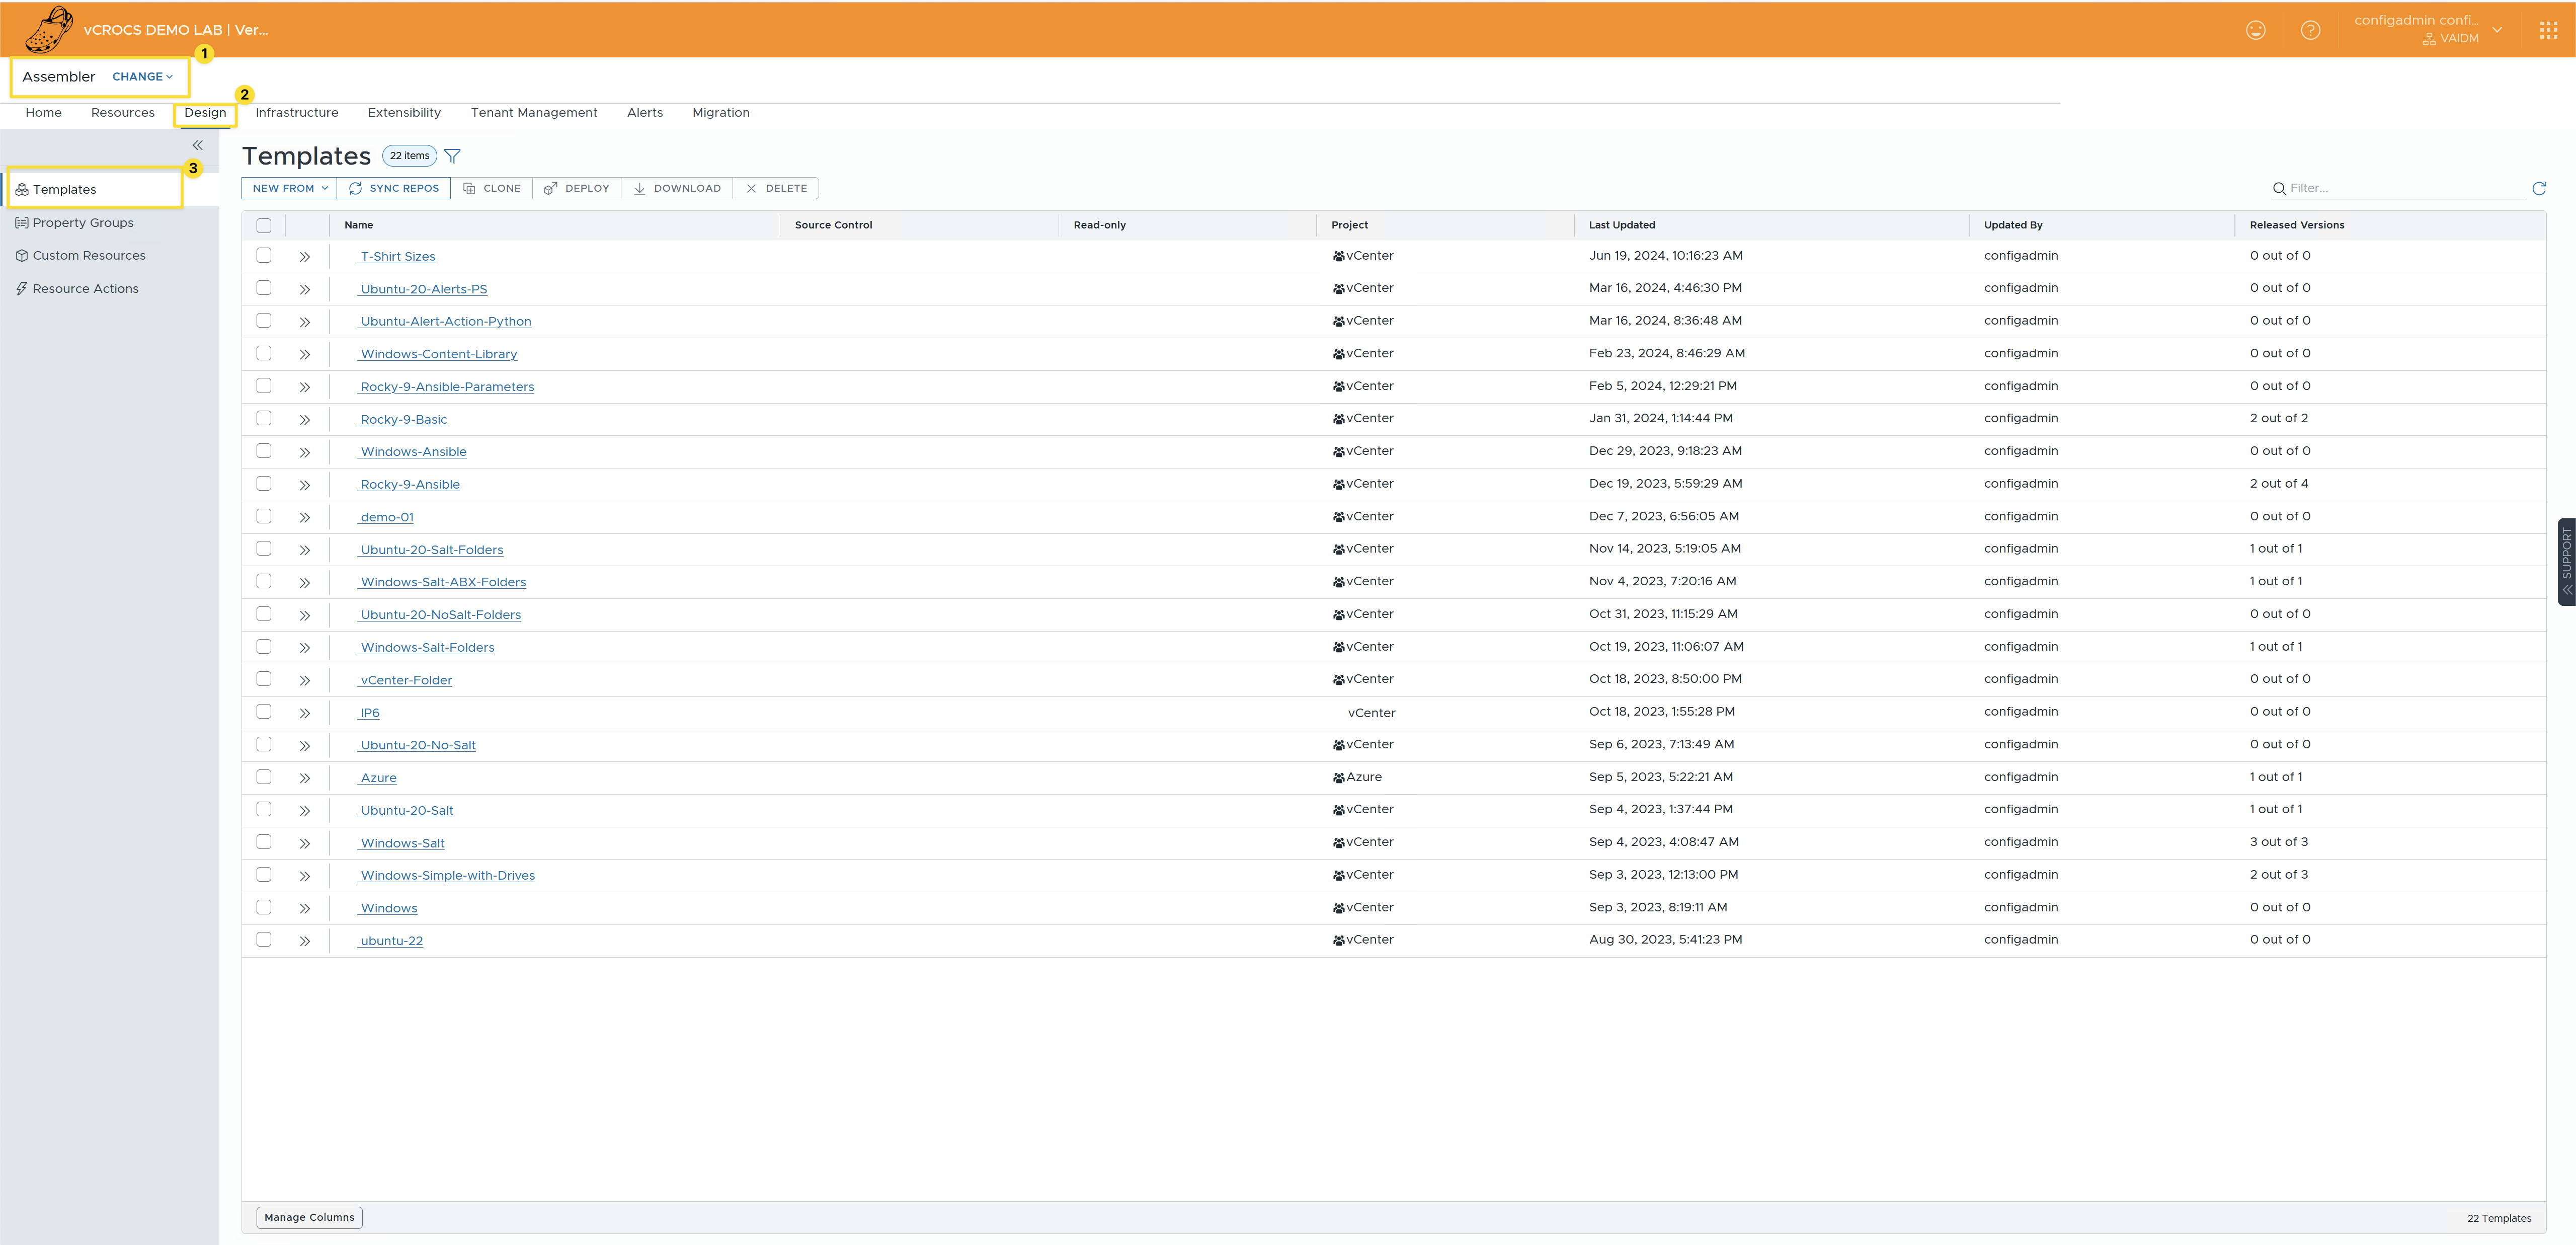 vCROCS DEMO LAB | Ver...
configadmin confi...
VAIDM
1
Assembler CHANGE
2
Home Resources Design Infrastructure Extensibility Tenant Management Alerts Migration
3
Templates
Property Groups
Custom Resources
Resource Actions
Templates 22 items
NEW FROM SYNC REPOS CLONE DEPLOY DOWNLOAD DELETE Filter...
Name Source Control Read-only Project Last Updated Updated By Released Versions
T-Shirt Sizes vCenter Jun 19, 2024, 10:16:23 AM configadmin 0 out of 0
Ubuntu-20-Alerts-PS vCenter Mar 16, 2024, 4:46:30 PM configadmin 0 out of 0
Ubuntu-Alert-Action-Python vCenter Mar 16, 2024, 8:36:48 AM configadmin 0 out of 0
Windows-Content-Library vCenter Feb 23, 2024, 8:46:29 AM configadmin 0 out of 0
Rocky-9-Ansible-Parameters vCenter Feb 5, 2024, 12:29:21 PM configadmin 0 out of 0
Rocky-9-Basic vCenter Jan 31, 2024, 1:14:44 PM configadmin 2 out of 2
Windows-Ansible vCenter Dec 29, 2023, 9:18:23 AM configadmin 0 out of 0
Rocky-9-Ansible vCenter Dec 19, 2023, 5:59:29 AM configadmin 2 out of 4
demo-01 vCenter Dec 7, 2023, 6:56:05 AM configadmin 0 out of 0
Ubuntu-20-Salt-Folders vCenter Nov 14, 2023, 5:19:05 AM configadmin 1 out of 1
Windows-Salt-ABX-Folders vCenter Nov 4, 2023, 7:20:16 AM configadmin 1 out of 1
Ubuntu-20-NoSalt-Folders vCenter Oct 31, 2023, 11:15:29 AM configadmin 0 out of 0
Windows-Salt-Folders vCenter Oct 19, 2023, 11:06:07 AM configadmin 1 out of 1
vCenter-Folder vCenter Oct 18, 2023, 8:50:00 PM configadmin 0 out of 0
IP6 vCenter Oct 18, 2023, 1:55:28 PM configadmin 0 out of 0
Ubuntu-20-No-Salt vCenter Sep 6, 2023, 7:13:49 AM configadmin 0 out of 0
Azure Azure Sep 5, 2023, 5:22:21 AM configadmin 1 out of 1
Ubuntu-20-Salt vCenter Sep 4, 2023, 1:37:44 PM configadmin 1 out of 1
Windows-Salt vCenter Sep 4, 2023, 4:08:47 AM configadmin 3 out of 3
Windows-Simple-with-Drives vCenter Sep 3, 2023, 12:13:00 PM configadmin 2 out of 3
Windows vCenter Sep 3, 2023, 8:19:11 AM configadmin 0 out of 0
ubuntu-22 vCenter Aug 30, 2023, 5:41:23 PM configadmin 0 out of 0
SUPPORT
Manage Columns 22 Templates